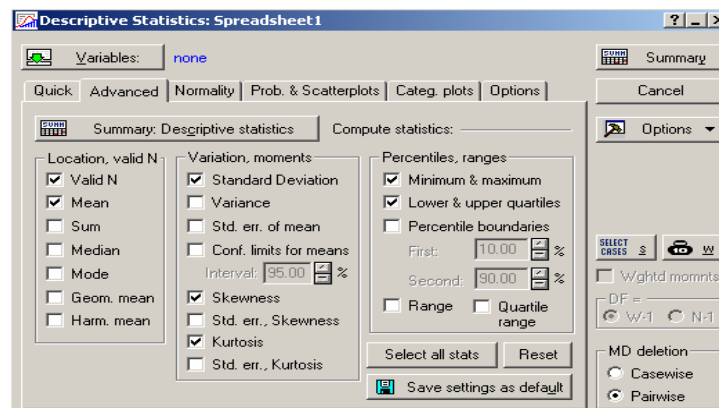 Descriptive Statistics: Spreadsheet1
Variables: none
Summary
Quick Advanced Normality Prob. & Scatterplots Categ. plots Options
Cancel
Summary: Descriptive statistics Compute statistics:
Options
Location, valid N
Valid N
Mean
Sum
Median
Mode
Geom. mean
Harm. mean
Variation, moments
Standard Deviation
Variance
Std. err. of mean
Conf. limits for means
Interval: 95.00 %
Skewness
Std. err., Skewness
Kurtosis
Std. err., Kurtosis
Percentiles, ranges
Minimum & maximum
Lower & upper quartiles
Percentile boundaries
First: 10.00 %
Second: 90.00 %
Range Quartile
range
Select all stats Reset
Save settings as default
SELECT
CASES S W
Wghtd momnts
DF =
W-1 N-1
MD deletion
Casewise
Pairwise